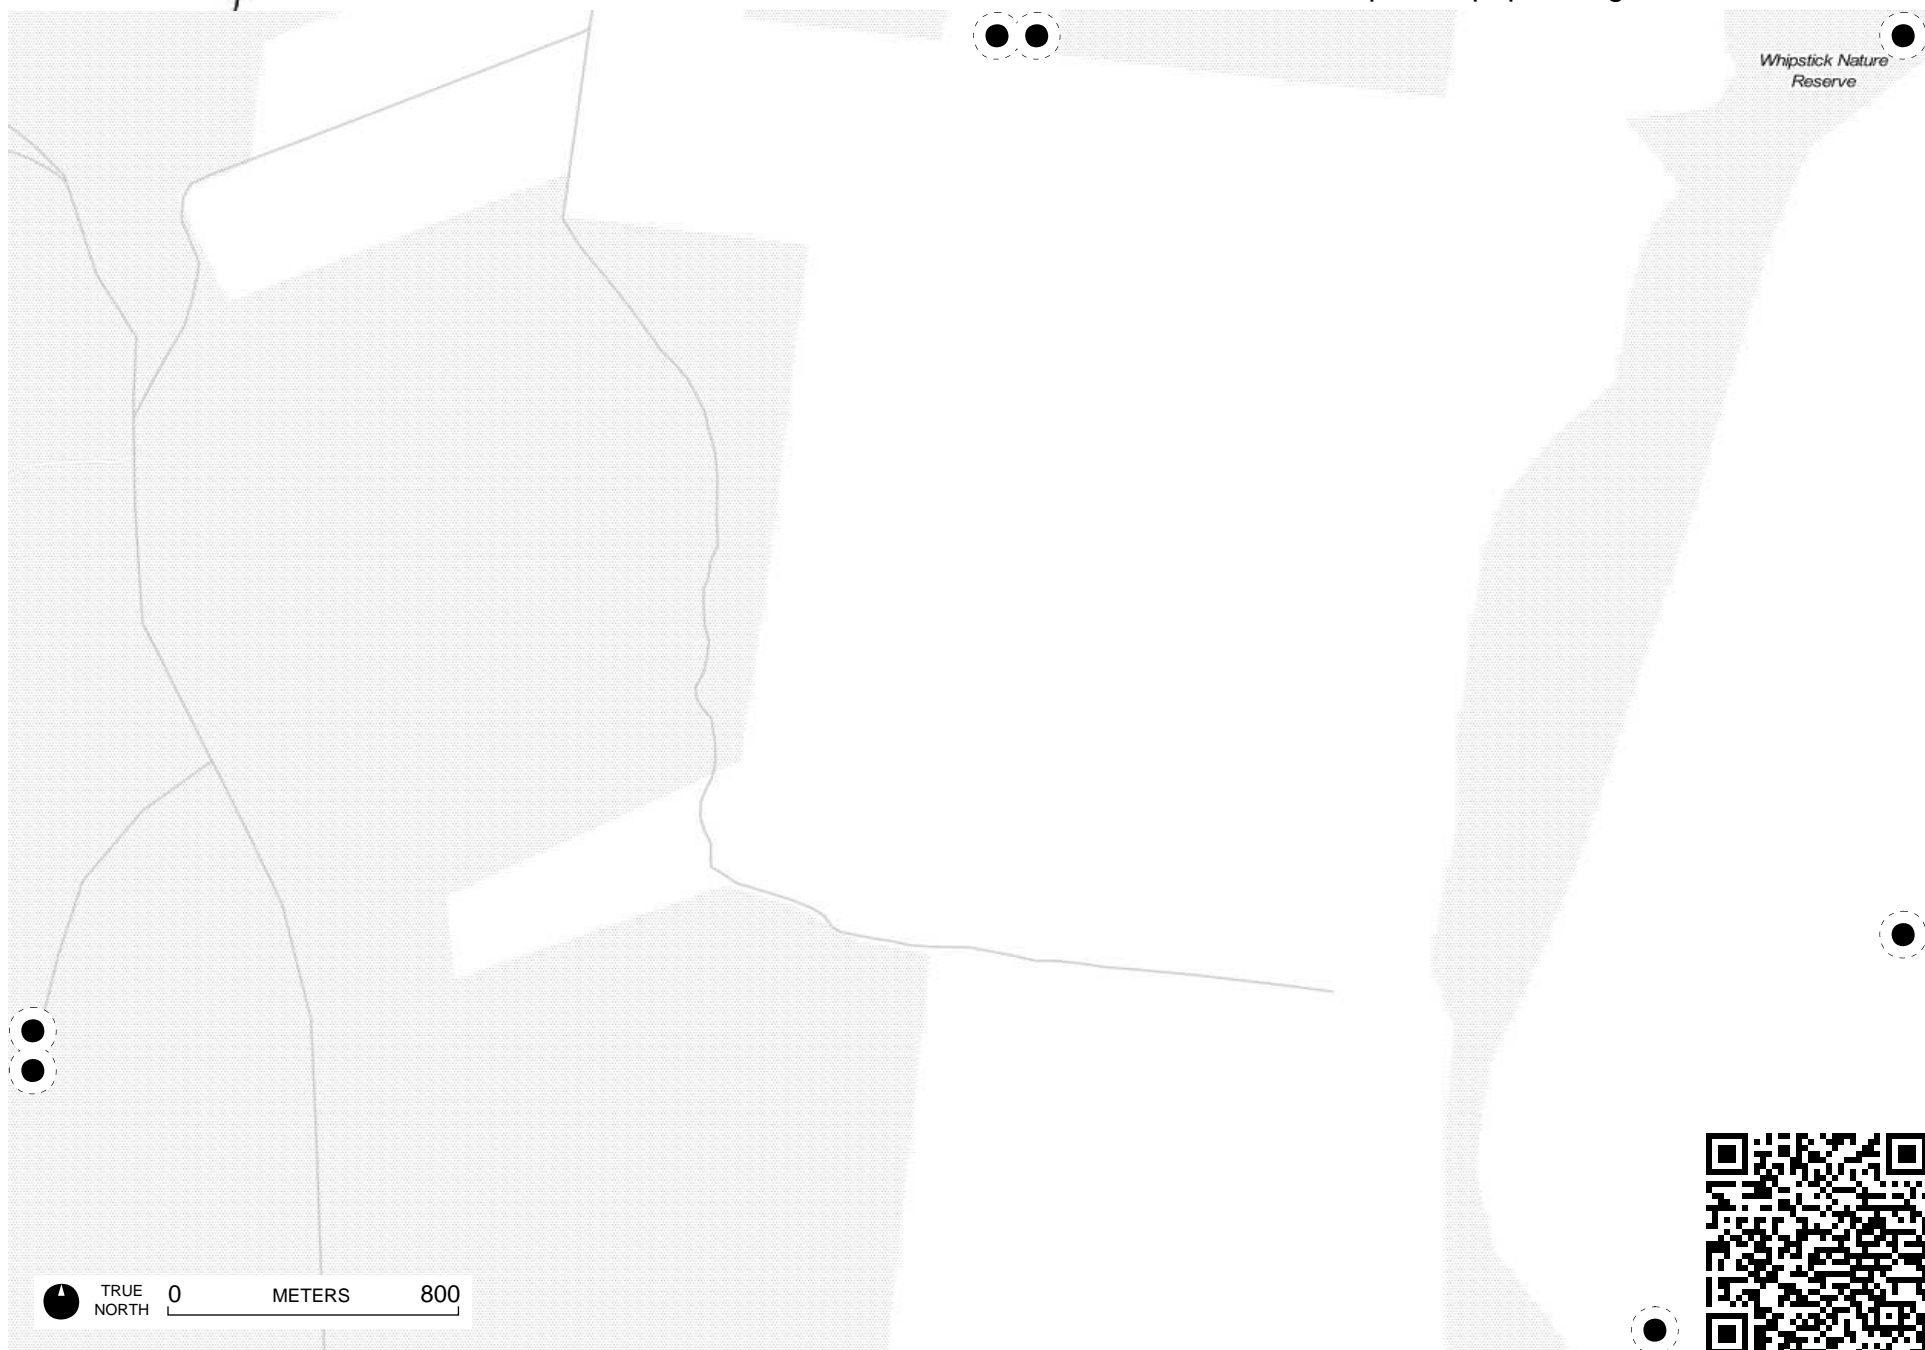 Whipstick Nature
Reserve
TRUE
NORTH
0 METERS 800